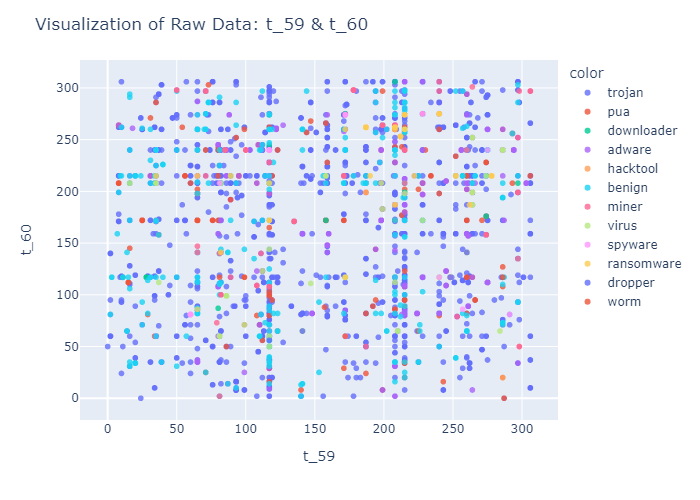 Visualization of Raw Data: t_59 & t_60
color
trojan
pua
downloader
adware
hacktool
benign
miner
virus
spyware
ransomware
dropper
worm
300
250
200
150
100
50
0
t_60
0 50 100 150 200 250 300
t_59